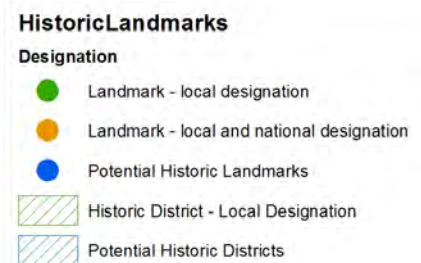 HistoricLandmarks
Designation
Landmark - local designation
Landmark - local and national designation
Potential Historic Landmarks
Historic District - Local Designation
Potential Historic Districts